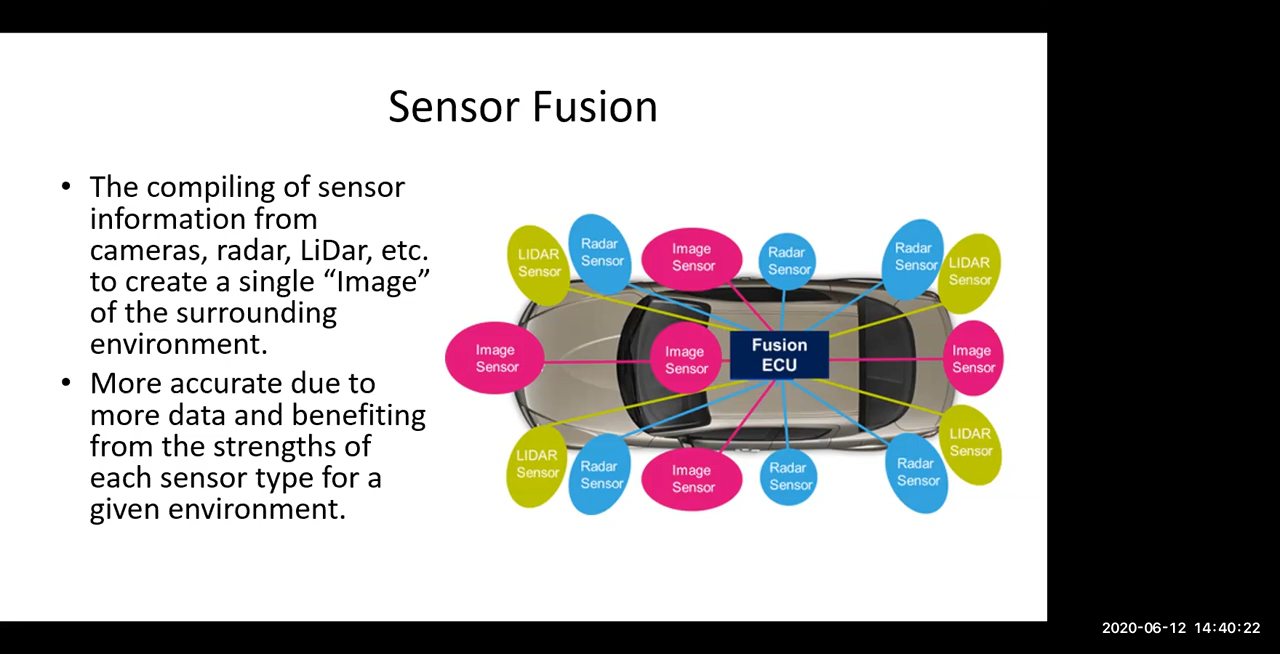 Sensor Fusion
• The compiling of sensor
information from
cameras, radar, LiDar, etc.
to create a single “Image”
of the surrounding
environment.
• More accurate due to
more data and benefiting
from the strengths of
each sensor type for a
given environment.
LIDAR
Sensor
Radar
Sensor
Image
Sensor
Radar
Sensor
Radar
Sensor
LIDAR
Sensor
Image
Sensor
Image
Sensor
Fusion
ECU
Image
Sensor
LIDAR
Sensor
Radar
Sensor
Image
Sensor
Radar
Sensor
Radar
Sensor
LIDAR
Sensor
2020-06-12 14:40:22